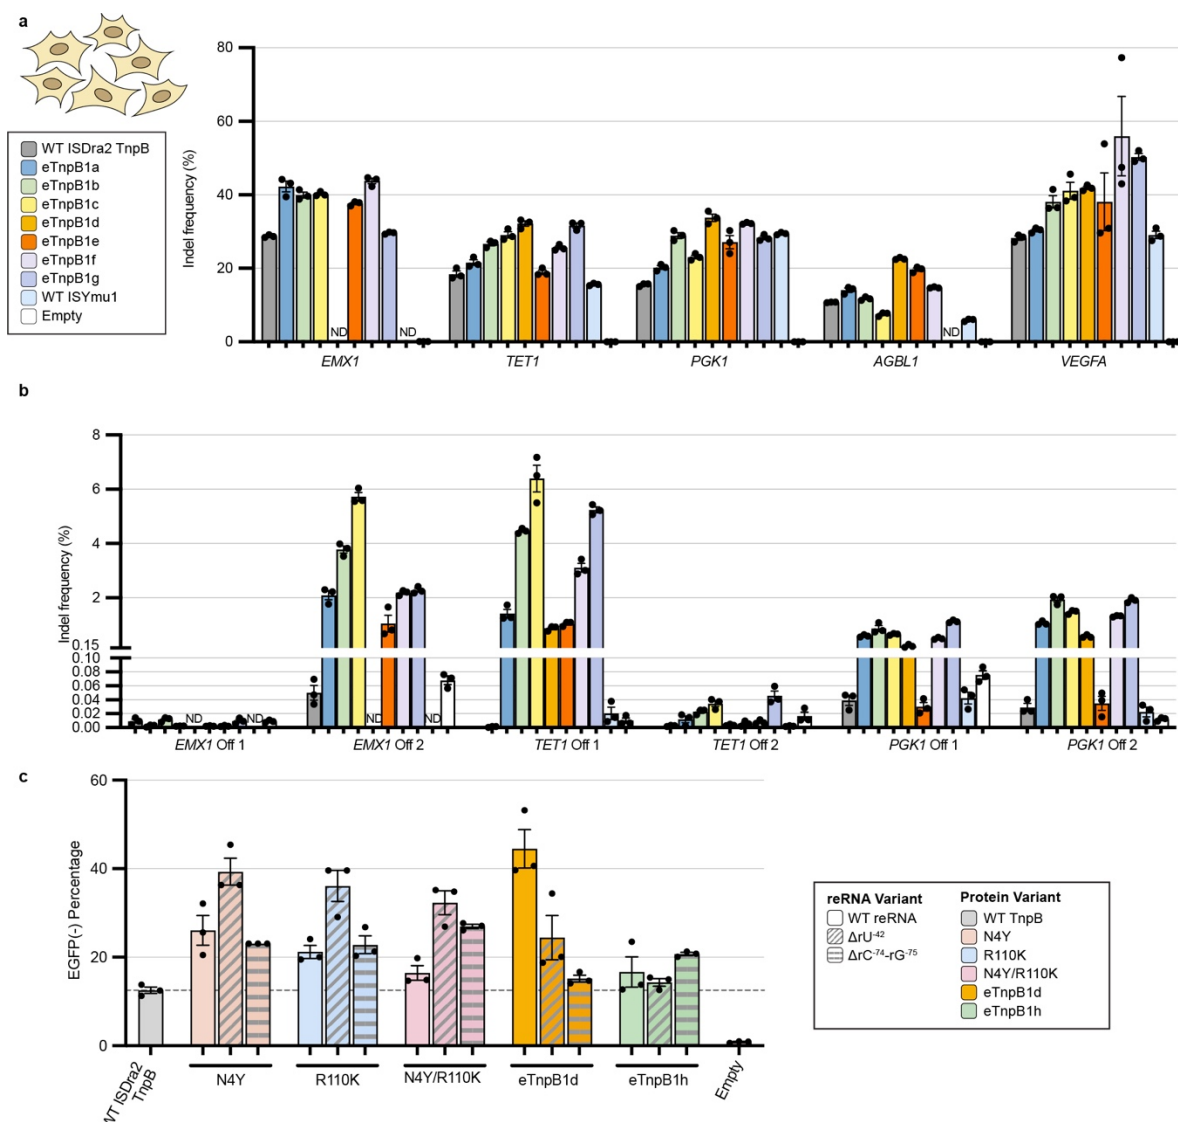 a
WT ISDra2 TnpB
eTnpB1a
eTnpB1b
eTnpB1c
eTnpB1d
eTnpB1e
eTnpB1f
eTnpB1g
WT ISYmu1
Empty
Indel frequency (%)
80
60
40
20
0
ND
ND
ND
EMX1
TET1
PGK1
AGBL1
VEGFA
b
Indel frequency (%)
8
6
4
2
0.15
0.10
0.08
0.06
0.04
0.02
0.00
ND
ND
ND
ND
EMX1 Off 1
EMX1 Off 2
TET1 Off 1
TET1 Off 2
PGK1 Off 1
PGK1 Off 2
c
EGFP(-) Percentage
60
40
20
0
WT ISDra2
TnpB
N4Y
R110K
N4Y/R110K
eTnpB1d
eTnpB1h
Empty
reRNA Variant
WT reRNA
ΔrU⁻⁴²
ΔrC⁻⁷⁴-rG⁻⁷⁵
Protein Variant
WT TnpB
N4Y
R110K
N4Y/R110K
eTnpB1d
eTnpB1h